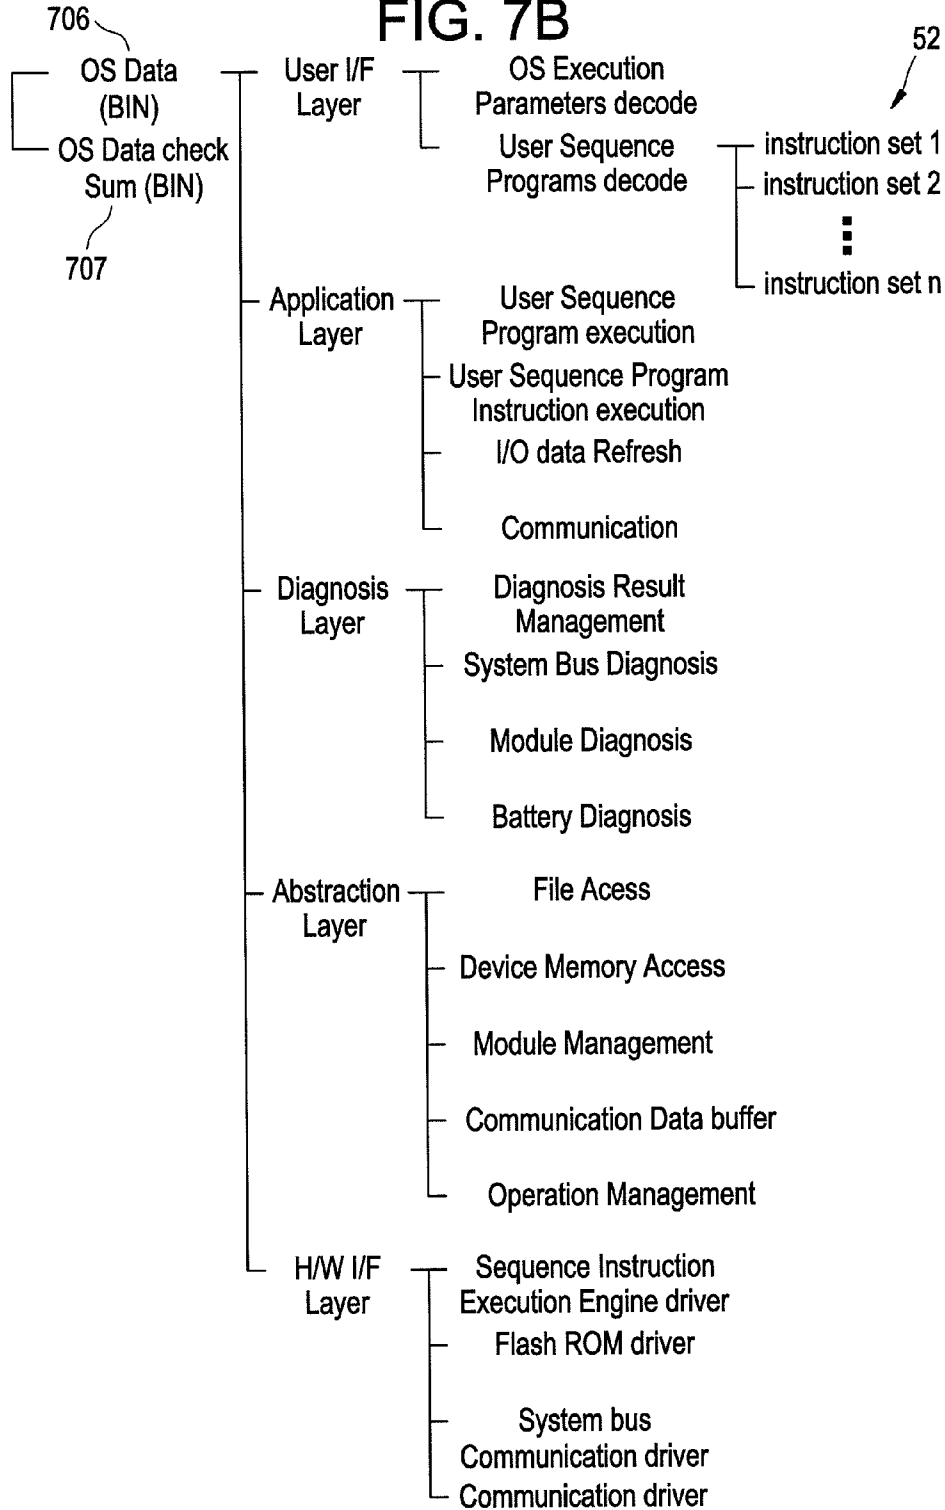 FIG. 7B
706
52
OS Data
(BIN)
OS Data check
Sum (BIN)
707
User I/F
Layer
OS Execution
Parameters decode
User Sequence
Programs decode
instruction set 1
instruction set 2
instruction set n
Application
Layer
User Sequence
Program execution
User Sequence Program
Instruction execution
I/O data Refresh
Communication
Diagnosis
Layer
Diagnosis Result
Management
System Bus Diagnosis
Module Diagnosis
Battery Diagnosis
Abstraction
Layer
File Acess
Device Memory Access
Module Management
Communication Data buffer
Operation Management
H/W I/F
Layer
Sequence Instruction
Execution Engine driver
Flash ROM driver
System bus
Communication driver
Communication driver